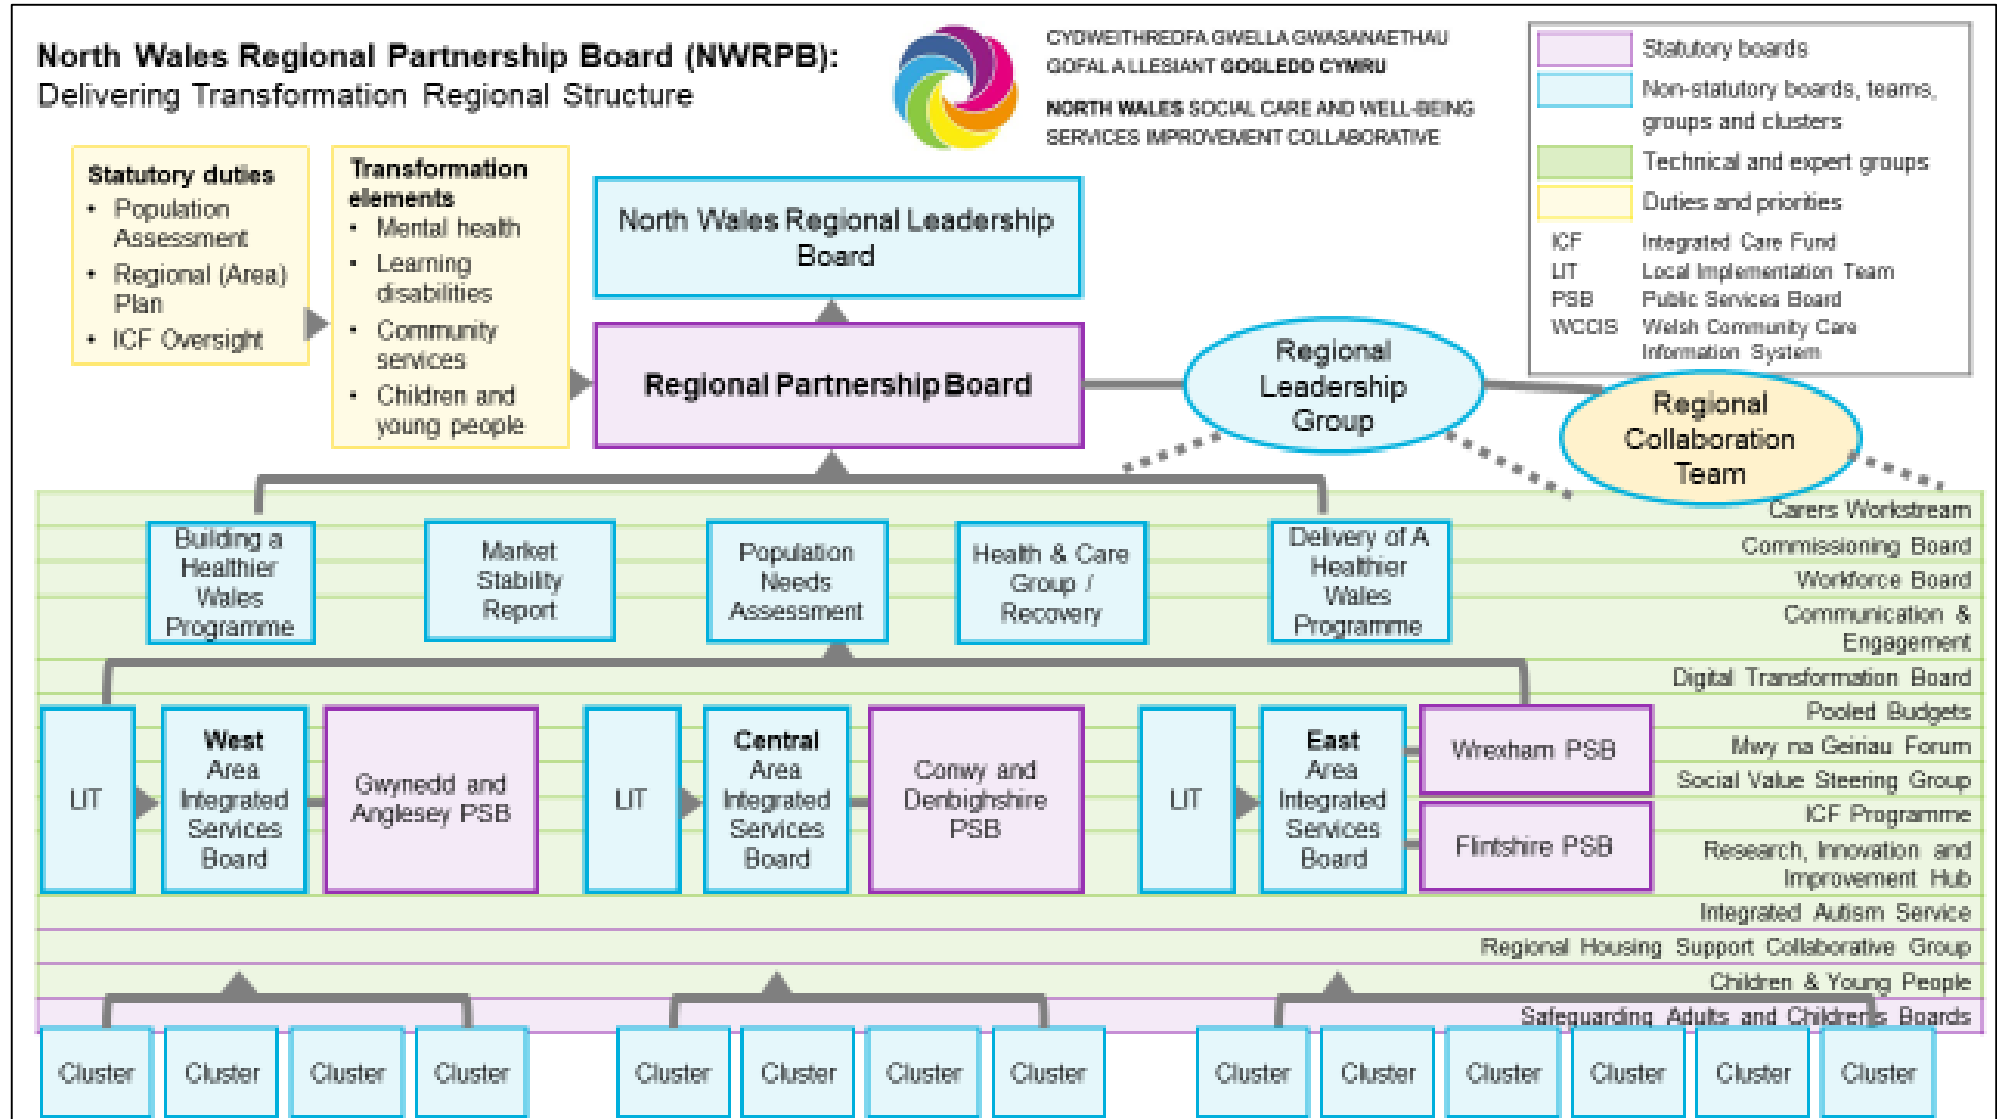 North Wales Regional Partnership Board (NWRPB):
Delivering Transformation Regional Structure
CYDWEITHREDFA GWELLA GWASANAETHAU
GOFAL A LLESIANT GOGLEDD CYMRU
NORTH WALES SOCIAL CARE AND WELL-BEING
SERVICES IMPROVEMENT COLLABORATIVE
Statutory boards
Non-statutory boards, teams,
groups and clusters
Technical and expert groups
Duties and priorities
ICF Integrated Care Fund
LIT Local Implementation Team
PSB Public Services Board
WCCIS Welsh Community Care
Information System
Statutory duties
• Population
Assessment
• Regional (Area)
Plan
• ICF Oversight
Transformation
elements
• Mental health
• Learning
disabilities
• Community
services
• Children and
young people
North Wales Regional Leadership
Board
Regional Partnership Board
Regional
Leadership
Group
Regional
Collaboration
Team
Building a
Healthier
Wales
Programme
Market
Stability
Report
Population
Needs
Assessment
Health & Care
Group /
Recovery
Delivery of A
Healthier
Wales
Programme
Carers Workstream
Commissioning Board
Workforce Board
Communication &
Engagement
Digital Transformation Board
Pooled Budgets
Mwy na Geiriau Forum
Social Value Steering Group
ICF Programme
Research, Innovation and
Improvement Hub
Integrated Autism Service
Regional Housing Support Collaborative Group
Children & Young People
Safeguarding Adults and Children's Boards
LIT
West
Area
Integrated
Services
Board
Gwynedd and
Anglesey PSB
LIT
Central
Area
Integrated
Services
Board
Conwy and
Denbighshire
PSB
LIT
East
Area
Integrated
Services
Board
Wrexham PSB
Flintshire PSB
Cluster
Cluster
Cluster
Cluster
Cluster
Cluster
Cluster
Cluster
Cluster
Cluster
Cluster
Cluster
Cluster
Cluster